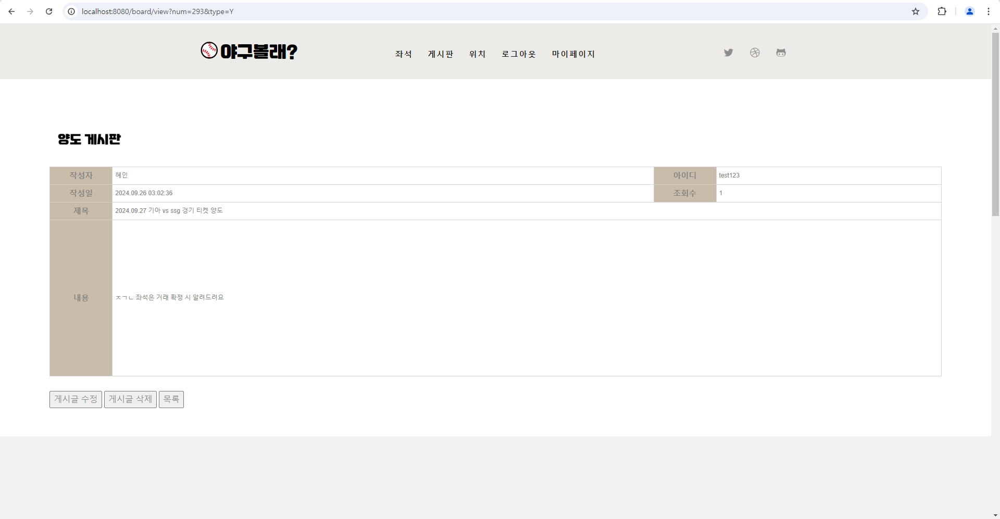 localhost:8080/board/view?num=293&type=Y
야구볼래?
좌석 게시판 위치 로그아웃 마이페이지
양도 게시판
작성자 혜인 아이디 test123
작성일 2024.09.26 03:02:36 조회수 1
제목 2024.09.27 기아 vs ssg 경기 티켓 양도
내용 ㅈㄱㄴ 좌석은 거래 확정 시 알려드려요
게시글 수정 게시글 삭제 목록